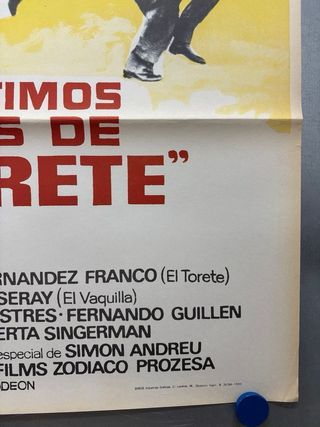 TIMOS
S DE
RETE"
RNANDEZ FRANCO (El Torete)
SERAY (El Vaquilla)
STRES · FERNANDO GUILLEN
ERTA SINGERMAN
especial de SIMON ANDREU
FILMS ZODIACO PROZESA
ODEON